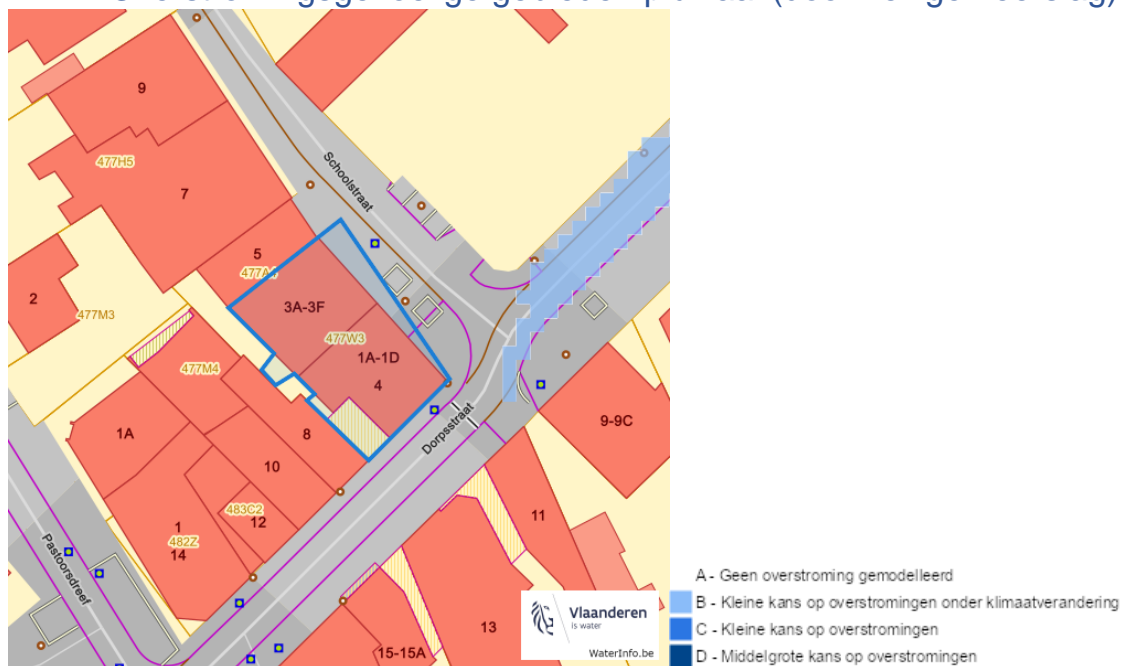 9
477H5
7
Schoolstraat
5
477A4
2
477M3
3A-3F
477W3
1A-1D
4
477M4
1A
8
10
9-9C
Dorpsstraat
483C2
12
1
482Z
14
11
Pastoorsdreef
13
15-15A
Vlaanderen
is water
WaterInfo.be
A - Geen overstroming gemodelleerd
B - Kleine kans op overstromingen onder klimaatverandering
C - Kleine kans op overstromingen
D - Middelgrote kans op overstromingen